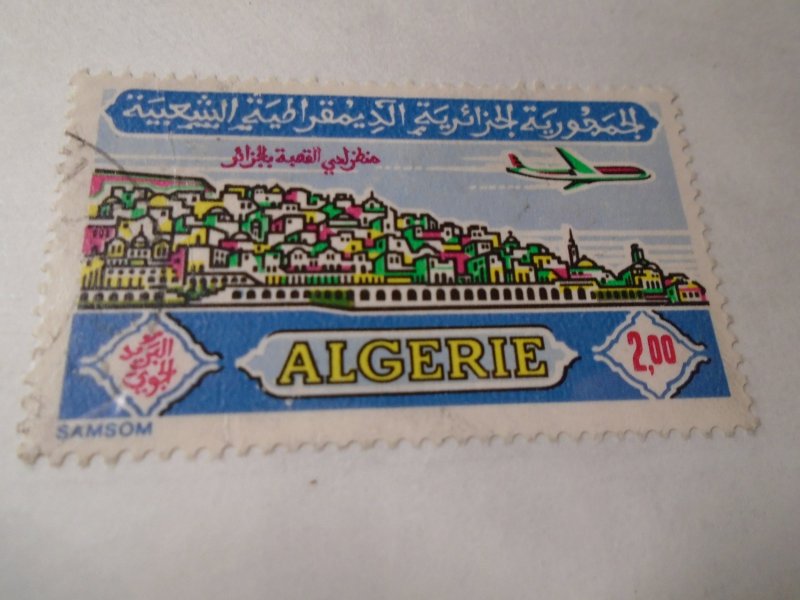 الجمهورية الجزائرية الديمقراطية الشعبية
منظر لحي القصبة بالجزائر
البريد
الجوي
ALGERIE
2,00
SAMSOM